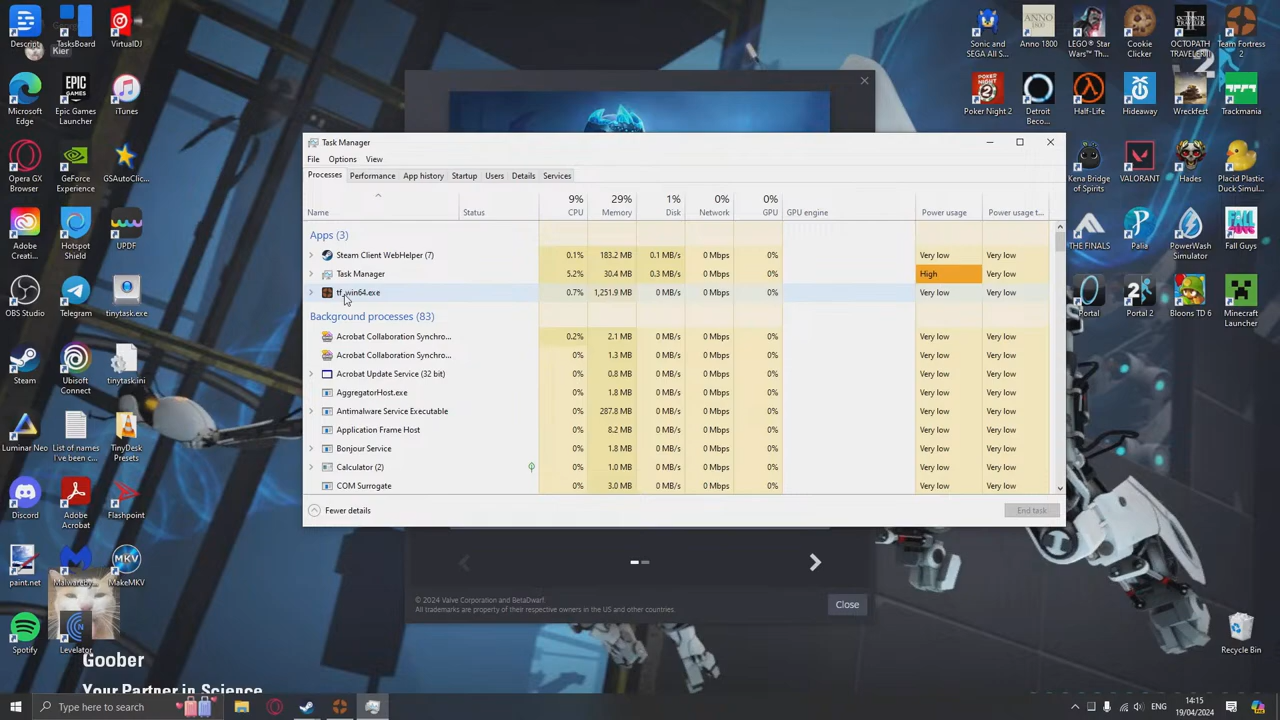 Descript
TasksBoard
VirtualDJ
Kier
Microsoft Edge
Epic Games Launcher
iTunes
Opera GX Browser
GeForce Experience
GSAutoClic...
Adobe Creative...
Hotspot Shield
UPDF
OBS Studio
Telegram
tinytask.exe
Steam
Ubisoft Connect
tinytask.ini
Luminar Neo
List of names I've been c...
TinyDesk Presets
Discord
Adobe Acrobat
Flashpoint
paint.net
Malwareby...
MakeMKV
Spotify
Levelator
Goober
Your Partner in Science
Sonic and SEGA All S...
Anno 1800
LEGO® Star Wars™ Th...
Cookie Clicker
OCTOPATH TRAVELER II
Team Fortress 2
Poker Night 2
Detroit Beco...
Half-Life
Hideaway
Wreckfest
Trackmania
Kena Bridge of Spirits
VALORANT
Hades
Placid Plastic Duck Simul...
THE FINALS
Palia
PowerWash Simulator
Fall Guys
Portal
Portal 2
Bloons TD 6
Minecraft Launcher
Recycle Bin
Task Manager
File Options View
Processes Performance App history Startup Users Details Services
9% 29% 1% 0% 0%
Name Status CPU Memory Disk Network GPU GPU engine Power usage Power usage t...
Apps (3)
Steam Client WebHelper (7) 0.1% 183.2 MB 0.1 MB/s 0 Mbps 0% Very low Very low
Task Manager 5.2% 30.4 MB 0.3 MB/s 0 Mbps 0% High Very low
tf_win64.exe 0.7% 1,251.9 MB 0 MB/s 0 Mbps 0% Very low Very low
Background processes (83)
Acrobat Collaboration Synchro... 0.2% 2.1 MB 0 MB/s 0 Mbps 0% Very low Very low
Acrobat Collaboration Synchro... 0% 1.3 MB 0 MB/s 0 Mbps 0% Very low Very low
Acrobat Update Service (32 bit) 0% 0.8 MB 0 MB/s 0 Mbps 0% Very low Very low
AggregatorHost.exe 0% 1.8 MB 0 MB/s 0 Mbps 0% Very low Very low
Antimalware Service Executable 0% 287.8 MB 0 MB/s 0 Mbps 0% Very low Very low
Application Frame Host 0% 8.2 MB 0 MB/s 0 Mbps 0% Very low Very low
Bonjour Service 0% 1.8 MB 0 MB/s 0 Mbps 0% Very low Very low
Calculator (2) 0% 1.0 MB 0 MB/s 0 Mbps 0% Very low Very low
COM Surrogate 0% 3.0 MB 0 MB/s 0 Mbps 0% Very low Very low
Fewer details End task
© 2024 Valve Corporation and BetaDwarf.
All trademarks are property of their respective owners in the US and other countries.
Close
Type here to search
14:15
19/04/2024